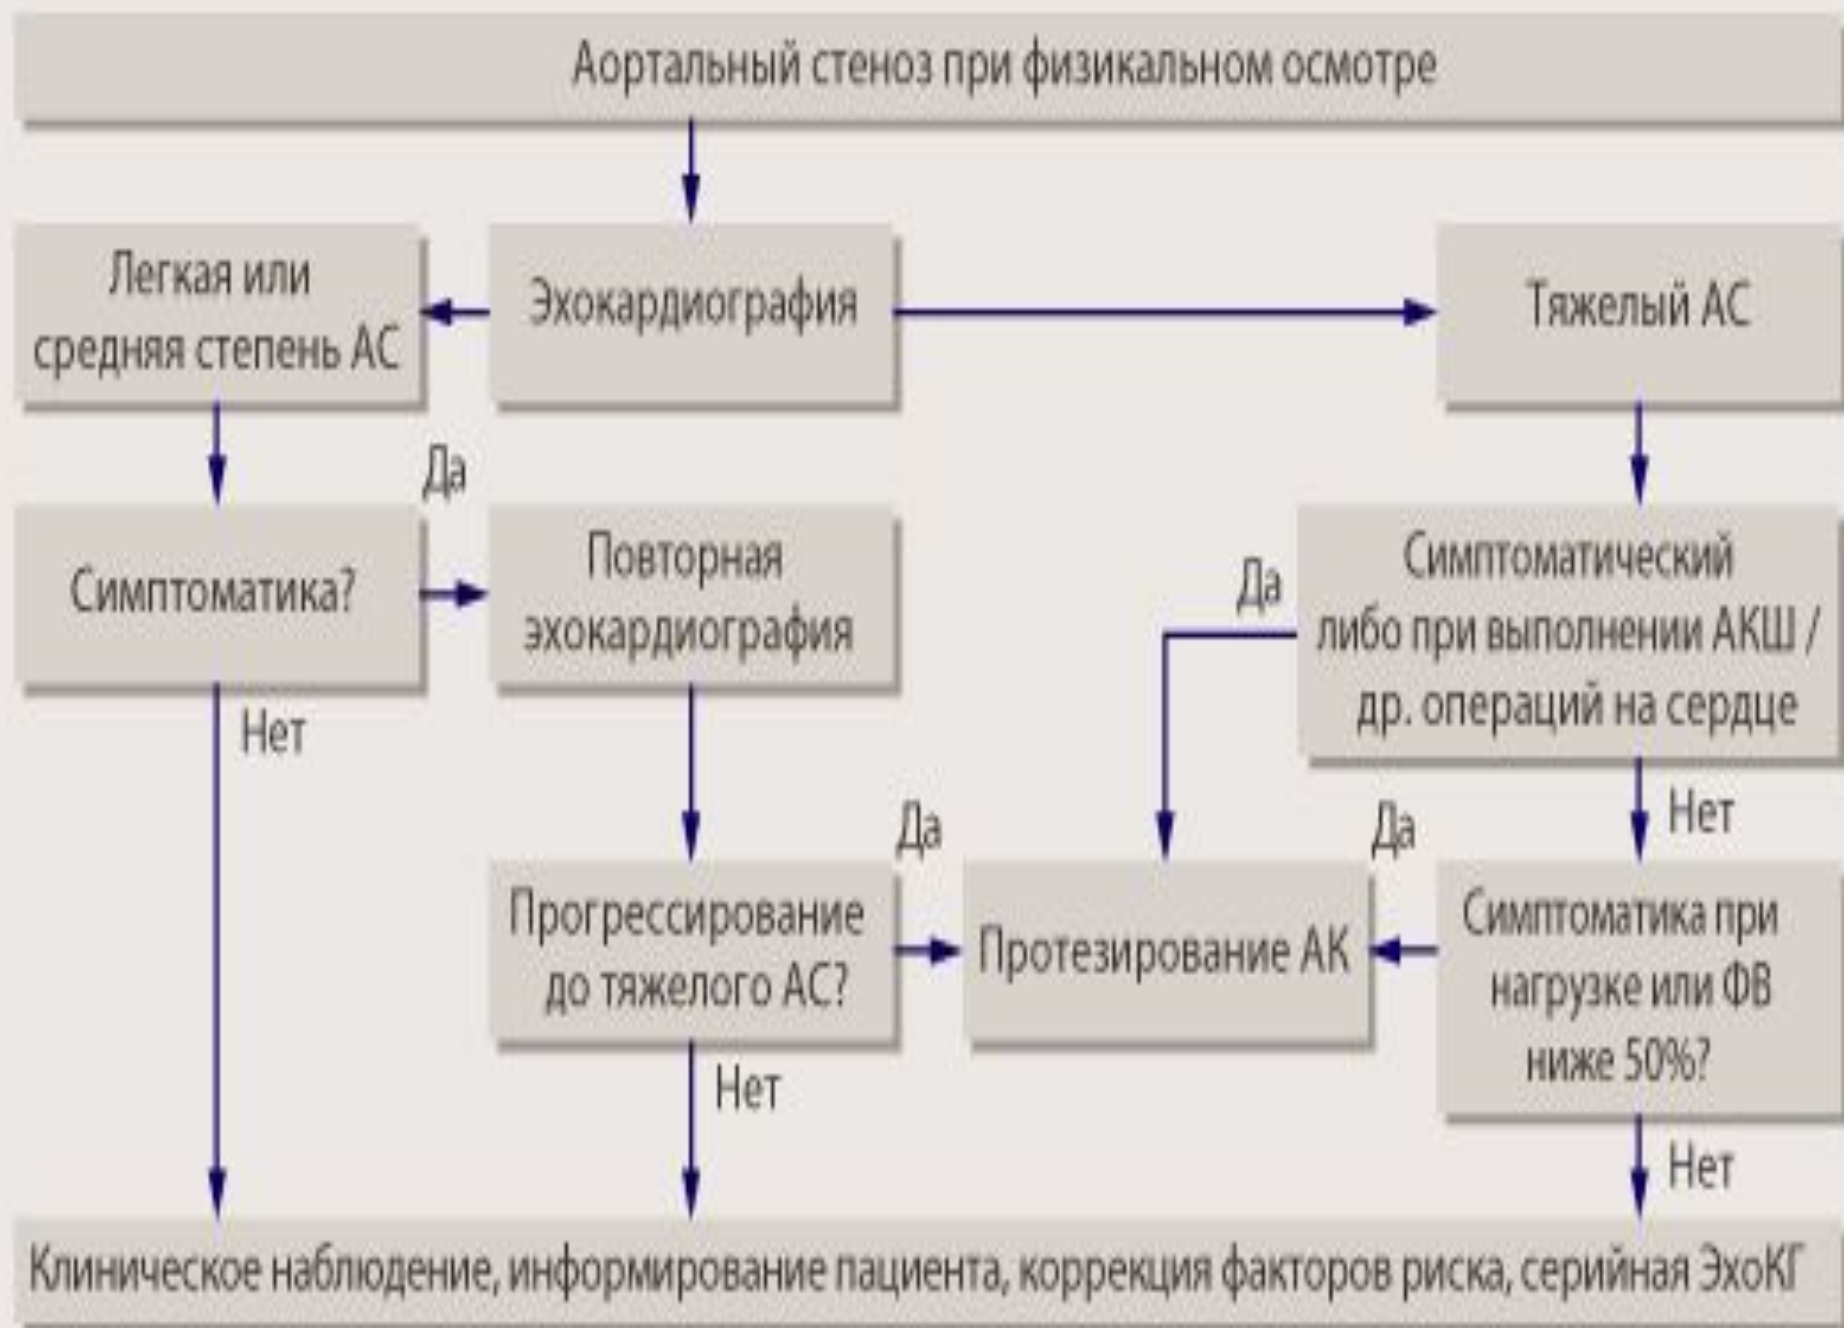 Аортальный стеноз при физикальном осмотре
Легкая или
средняя степень АС
Эхокардиография
Тяжелый АС
Да
Симптоматика?
Повторная
эхокардиография
Да
Симптоматический
либо при выполнении АКШ /
др. операций на сердце
Нет
Да
Да
Нет
Прогрессирование
до тяжелого АС?
Протезирование АК
Симптоматика при
нагрузке или ФВ
ниже 50%?
Нет
Нет
Клиническое наблюдение, информирование пациента, коррекция факторов риска, серийная ЭхоКГ